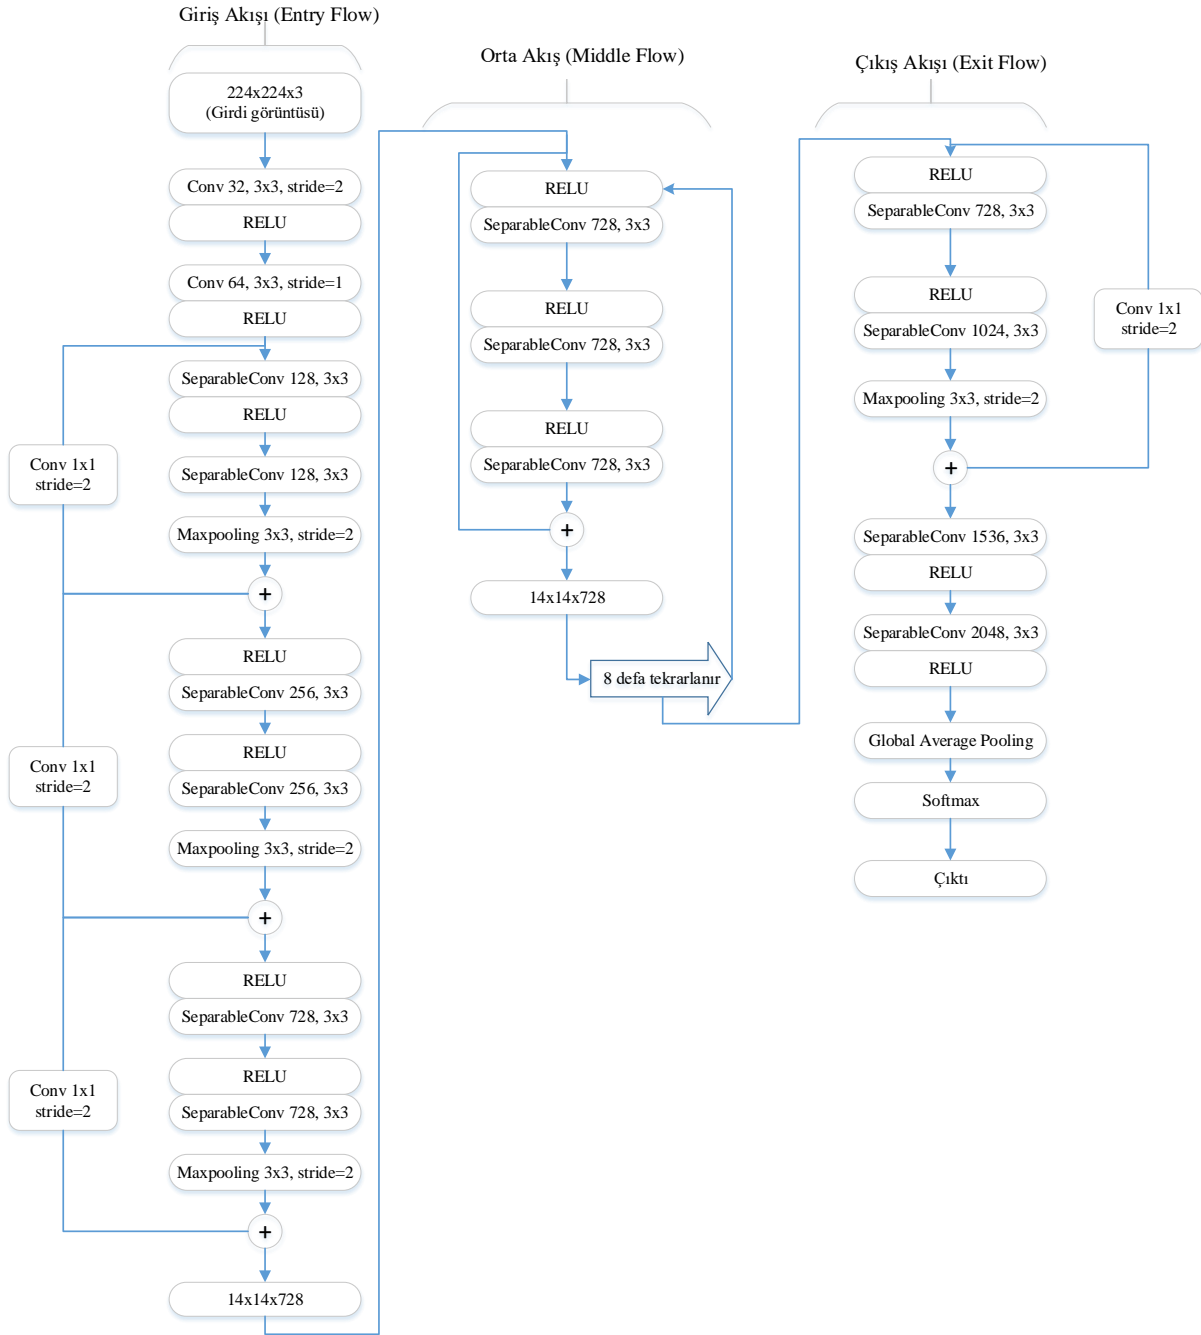 Giriş Akışı (Entry Flow)
224x224x3
(Girdi görüntüsü)
Conv 32, 3x3, stride=2
RELU
Conv 64, 3x3, stride=1
RELU
SeparableConv 128, 3x3
RELU
SeparableConv 128, 3x3
Maxpooling 3x3, stride=2
+
Conv 1x1
stride=2
RELU
SeparableConv 256, 3x3
RELU
SeparableConv 256, 3x3
Maxpooling 3x3, stride=2
+
Conv 1x1
stride=2
RELU
SeparableConv 728, 3x3
RELU
SeparableConv 728, 3x3
Maxpooling 3x3, stride=2
+
Conv 1x1
stride=2
14x14x728
Orta Akış (Middle Flow)
RELU
SeparableConv 728, 3x3
RELU
SeparableConv 728, 3x3
RELU
SeparableConv 728, 3x3
+
14x14x728
8 defa tekrarlanır
Çıkış Akışı (Exit Flow)
RELU
SeparableConv 728, 3x3
RELU
SeparableConv 1024, 3x3
Maxpooling 3x3, stride=2
+
Conv 1x1
stride=2
SeparableConv 1536, 3x3
RELU
SeparableConv 2048, 3x3
RELU
Global Average Pooling
Softmax
Çıktı